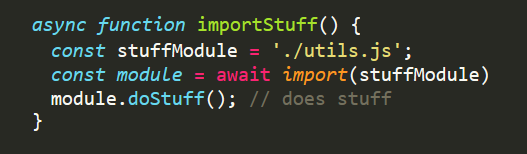 async function importStuff() {
  const stuffModule = './utils.js';
  const module = await import(stuffModule)
  module.doStuff(); // does stuff
}